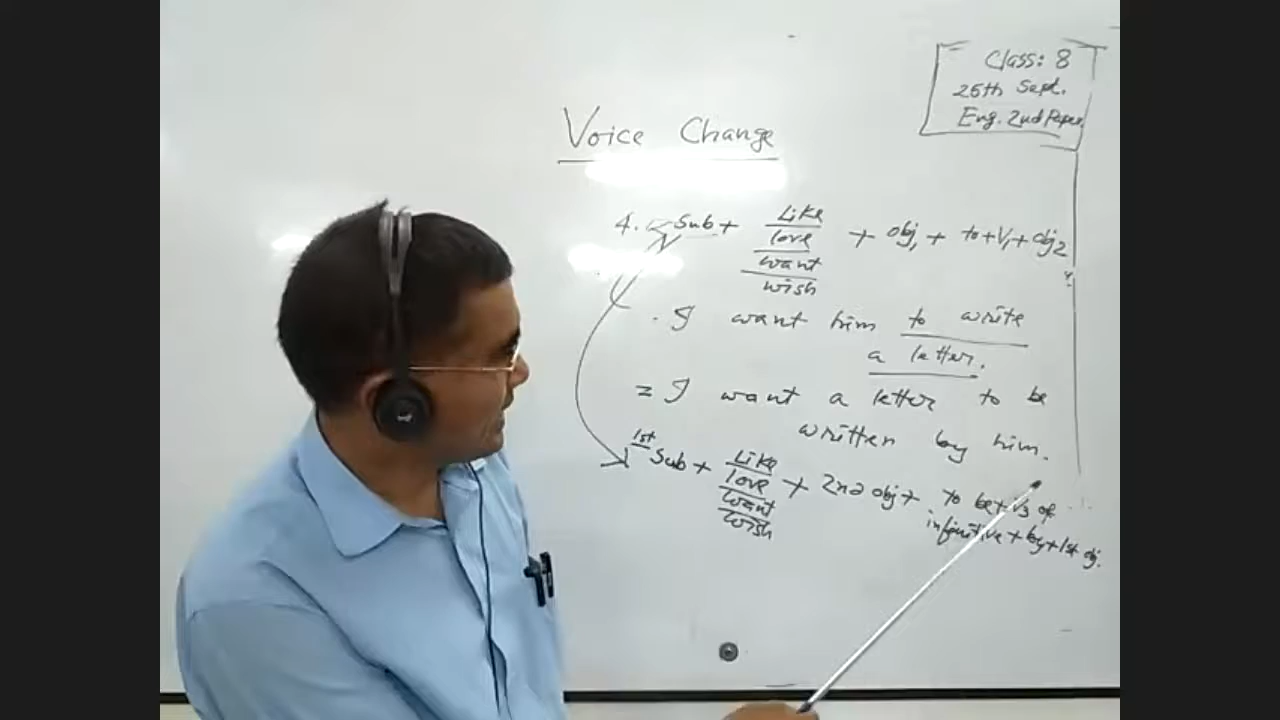 Class: 8
25th Sept.
Eng. 2nd Paper
Voice Change
4. Sub + Like + obj1 + to + V1 + obj2
love
want
wish
. I want him to write
a letter.
= I want a letter to be
written by him.
1st
Sub + Like + 2nd obj + to be + V3 of
love
want
wish
infinitive + by + 1st obj.